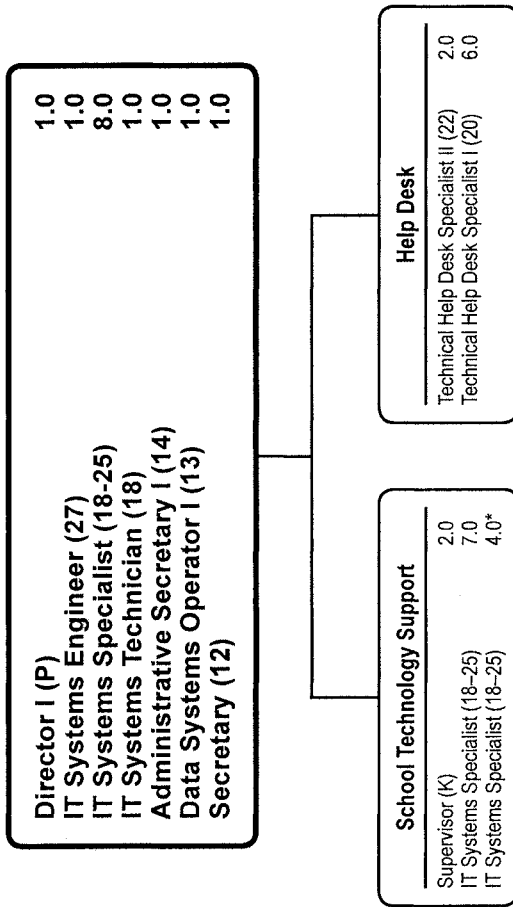 Director I (P) 1.0
IT Systems Engineer (27) 1.0
IT Systems Specialist (18-25) 8.0
IT Systems Technician (18) 1.0
Administrative Secretary I (14) 1.0
Data Systems Operator I (13) 1.0
Secretary (12) 1.0
School Technology Support
Supervisor (K) 2.0
IT Systems Specialist (18–25) 7.0
IT Systems Specialist (18–25) 4.0*
Help Desk
Technical Help Desk Specialist II (22) 2.0
Technical Help Desk Specialist I (20) 6.0